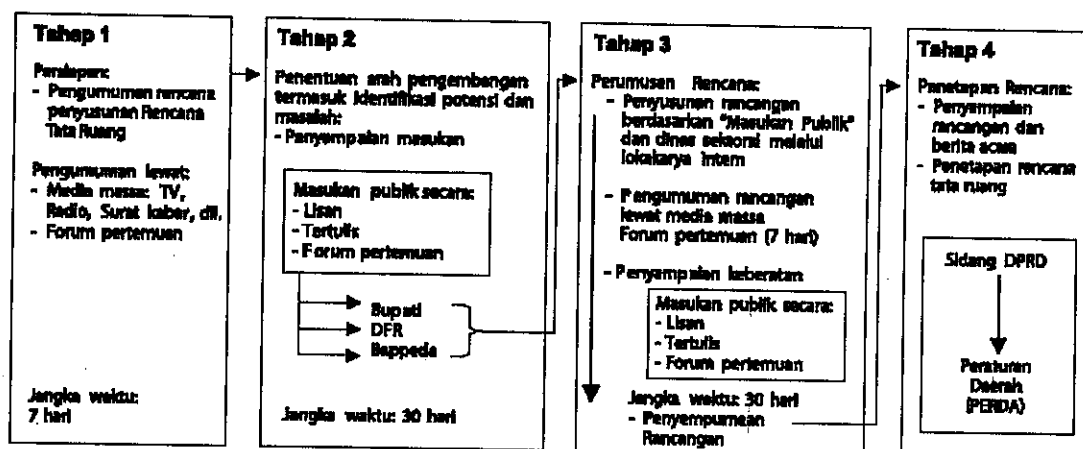 Tahap 1
Persiapan:
- Pengumuman rencana
penyusunan Rencana
Tata Ruang
Pengumuman lewat:
- Media massa: TV,
Radio, Surat kabar, dll.
- Forum pertemuan
Jangka waktu:
7 hari
Tahap 2
Penentuan arah pengembangan
termasuk identifikasi potensi dan
masalah:
- Penyampaian masukan
Masukan publik secara:
- Lisan
- Tertulis
- Forum pertemuan
Bupati
DPR
Bappeda
Jangka waktu: 30 hari
Tahap 3
Perumusan Rencana:
- Penyusunan rancangan
berdasarkan "Masukan Publik"
dan dinas sektoral melalui
lokakarya intern
- Pengumuman rancangan
lewat media massa
Forum pertemuan (7 hari)
- Penyampaian keberatan
Masukan publik secara:
- Lisan
- Tertulis
- Forum pertemuan
Jangka waktu: 30 hari
- Penyempurnaan
Rancangan
Tahap 4
Penetapan Rencana:
- Penyampaian
rancangan dan
berita acara
- Penetapan rencana
tata ruang
Sidang DPRD
Peraturan
Daerah
(PERDA)